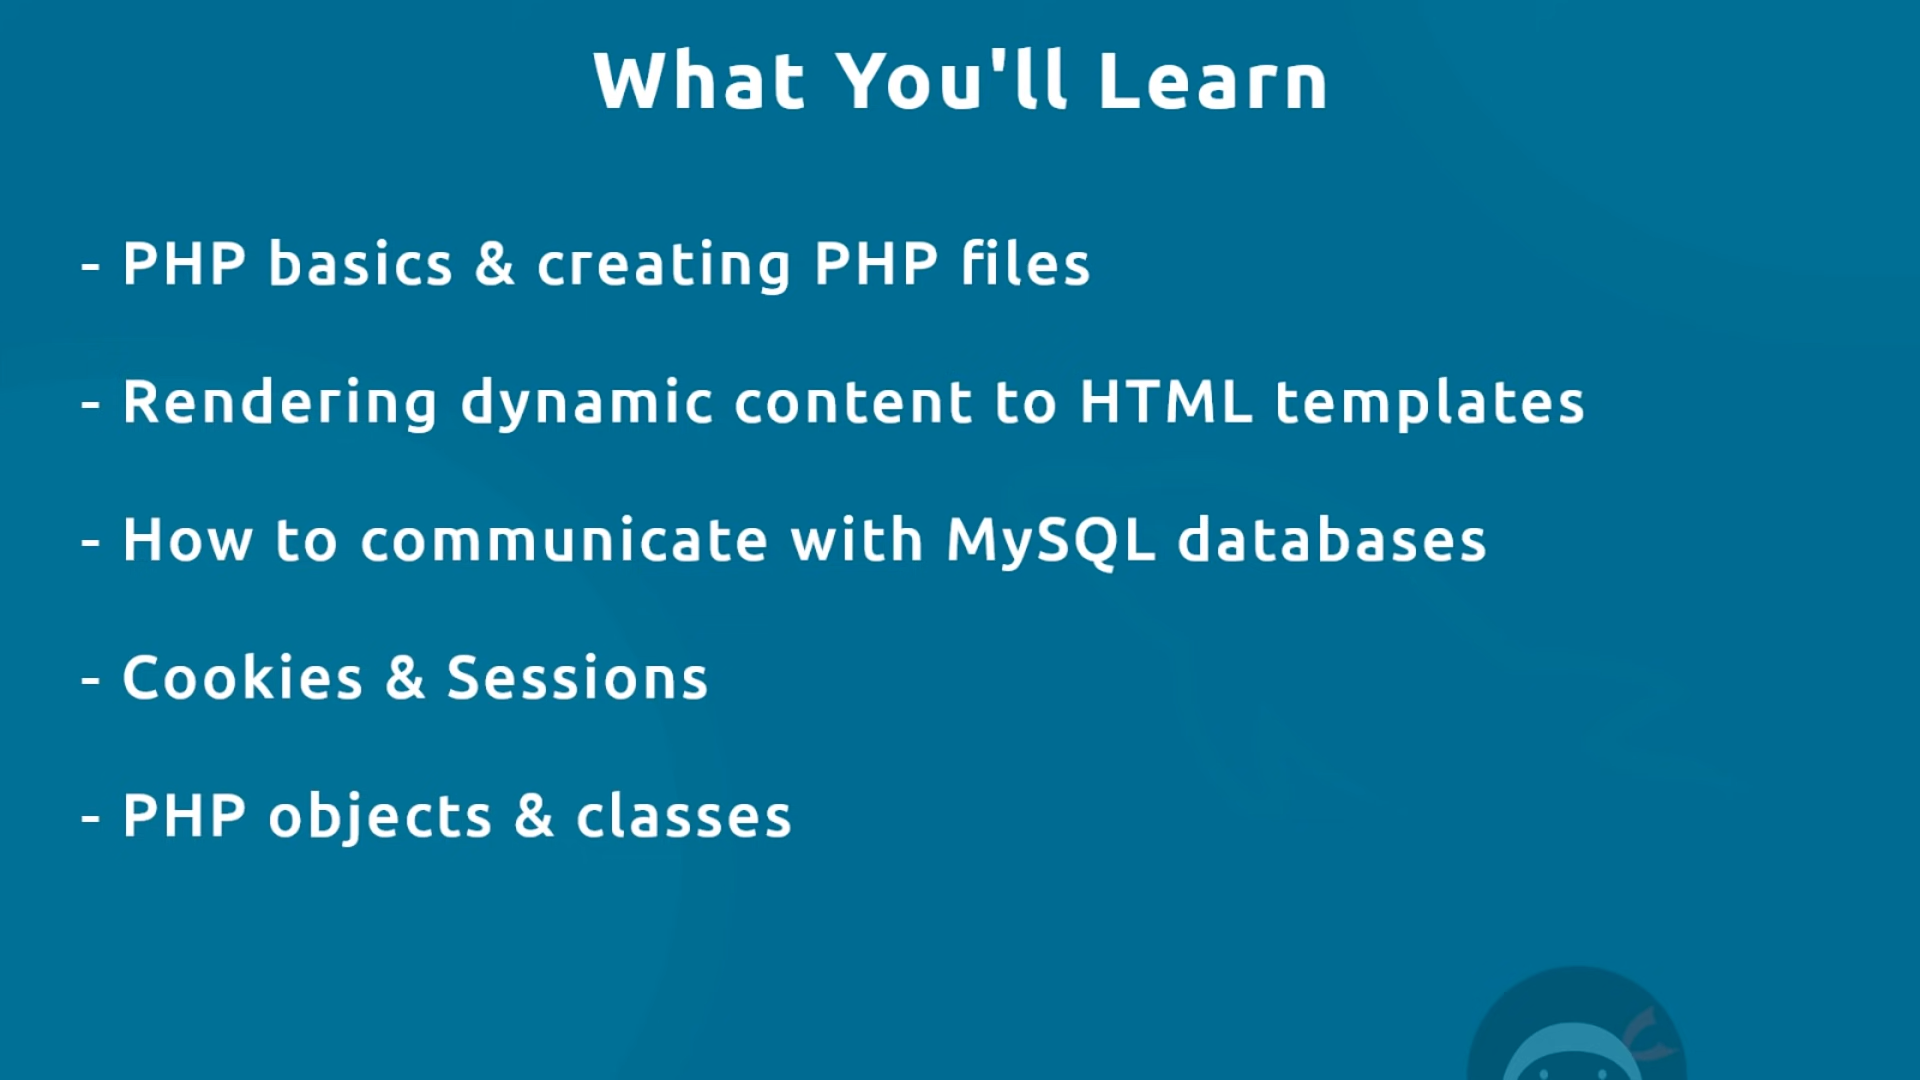 What You'll Learn
- PHP basics & creating PHP files
- Rendering dynamic content to HTML templates
- How to communicate with MySQL databases
- Cookies & Sessions
- PHP objects & classes